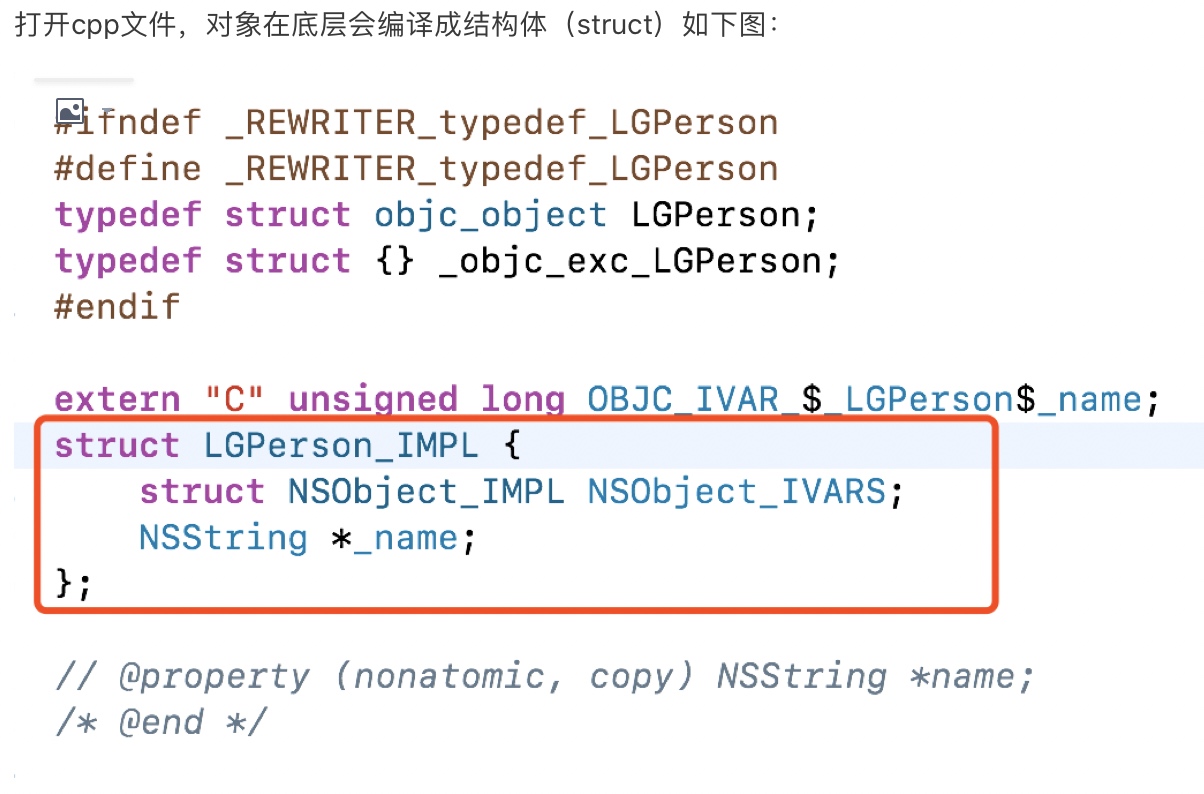 打开cpp文件，对象在底层会编译成结构体（struct）如下图：
#ifndef _REWRITER_typedef_LGPerson
#define _REWRITER_typedef_LGPerson
typedef struct objc_object LGPerson;
typedef struct {} _objc_exc_LGPerson;
#endif
extern "C" unsigned long OBJC_IVAR_$_LGPerson$_name;
struct LGPerson_IMPL {
struct NSObject_IMPL NSObject_IVARS;
NSString *_name;
};
// @property (nonatomic, copy) NSString *name;
/* @end */